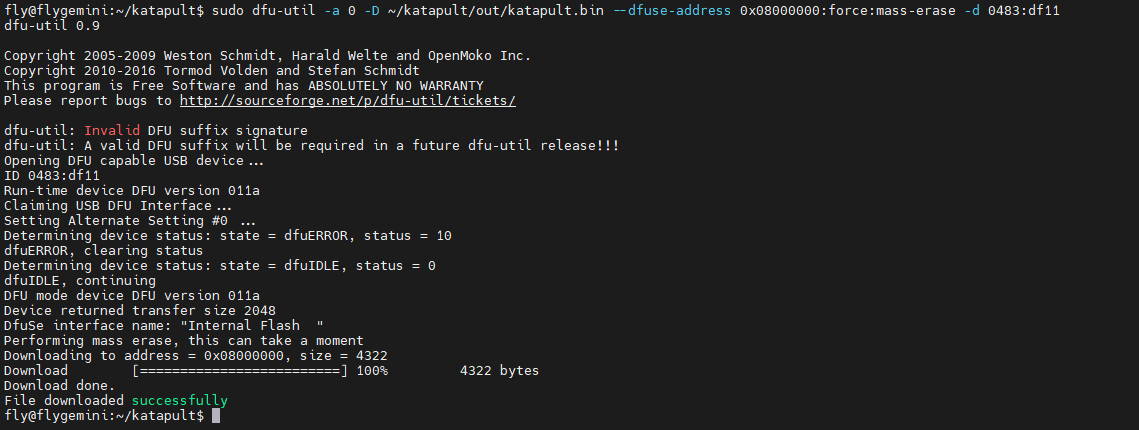 fly@flygemini:~/katapult$ sudo dfu-util -a 0 -D ~/katapult/out/katapult.bin --dfuse-address 0x08000000:force:mass-erase -d 0483:df11
dfu-util 0.9
Copyright 2005-2009 Weston Schmidt, Harald Welte and OpenMoko Inc.
Copyright 2010-2016 Tormod Volden and Stefan Schmidt
This program is Free Software and has ABSOLUTELY NO WARRANTY
Please report bugs to http://sourceforge.net/p/dfu-util/tickets/
dfu-util: Invalid DFU suffix signature
dfu-util: A valid DFU suffix will be required in a future dfu-util release!!!
Opening DFU capable USB device...
ID 0483:df11
Run-time device DFU version 011a
Claiming USB DFU Interface...
Setting Alternate Setting #0 ...
Determining device status: state = dfuERROR, status = 10
dfuERROR, clearing status
Determining device status: state = dfuIDLE, status = 0
dfuIDLE, continuing
DFU mode device DFU version 011a
Device returned transfer size 2048
DfuSe interface name: "Internal Flash  "
Performing mass erase, this can take a moment
Downloading to address = 0x08000000, size = 4322
Download        [=========================] 100%         4322 bytes
Download done.
File downloaded successfully
fly@flygemini:~/katapult$